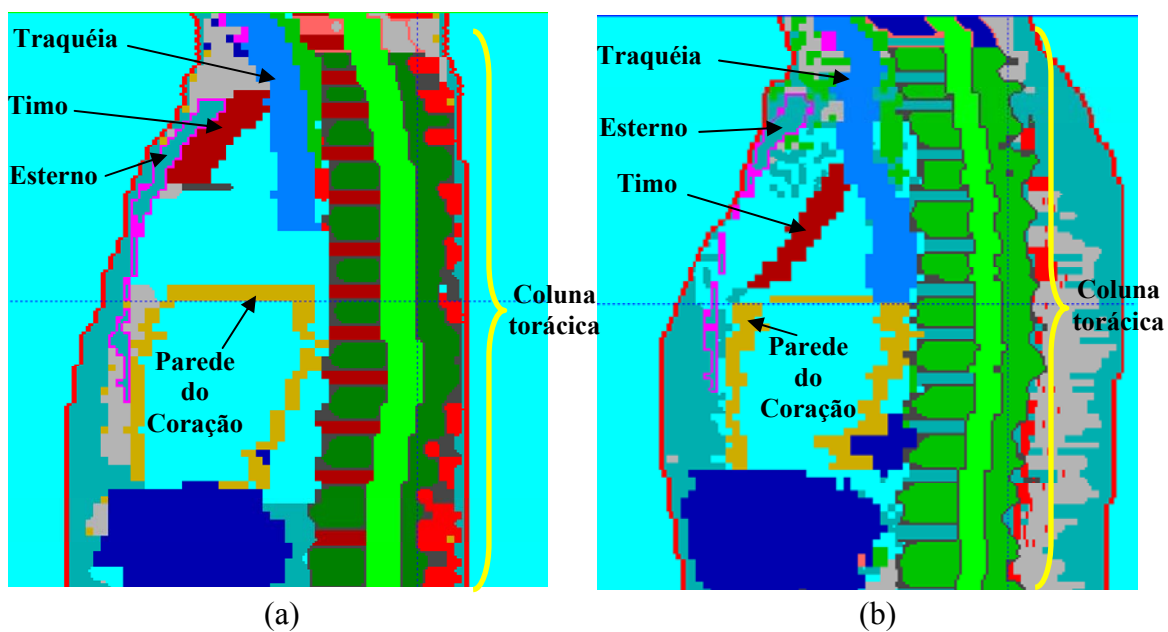 Traquéia
Timo
Esterno
Coluna
torácica
Parede
do
Coração
(a)
Traquéia
Esterno
Timo
Coluna
torácica
Parede
do
Coração
(b)